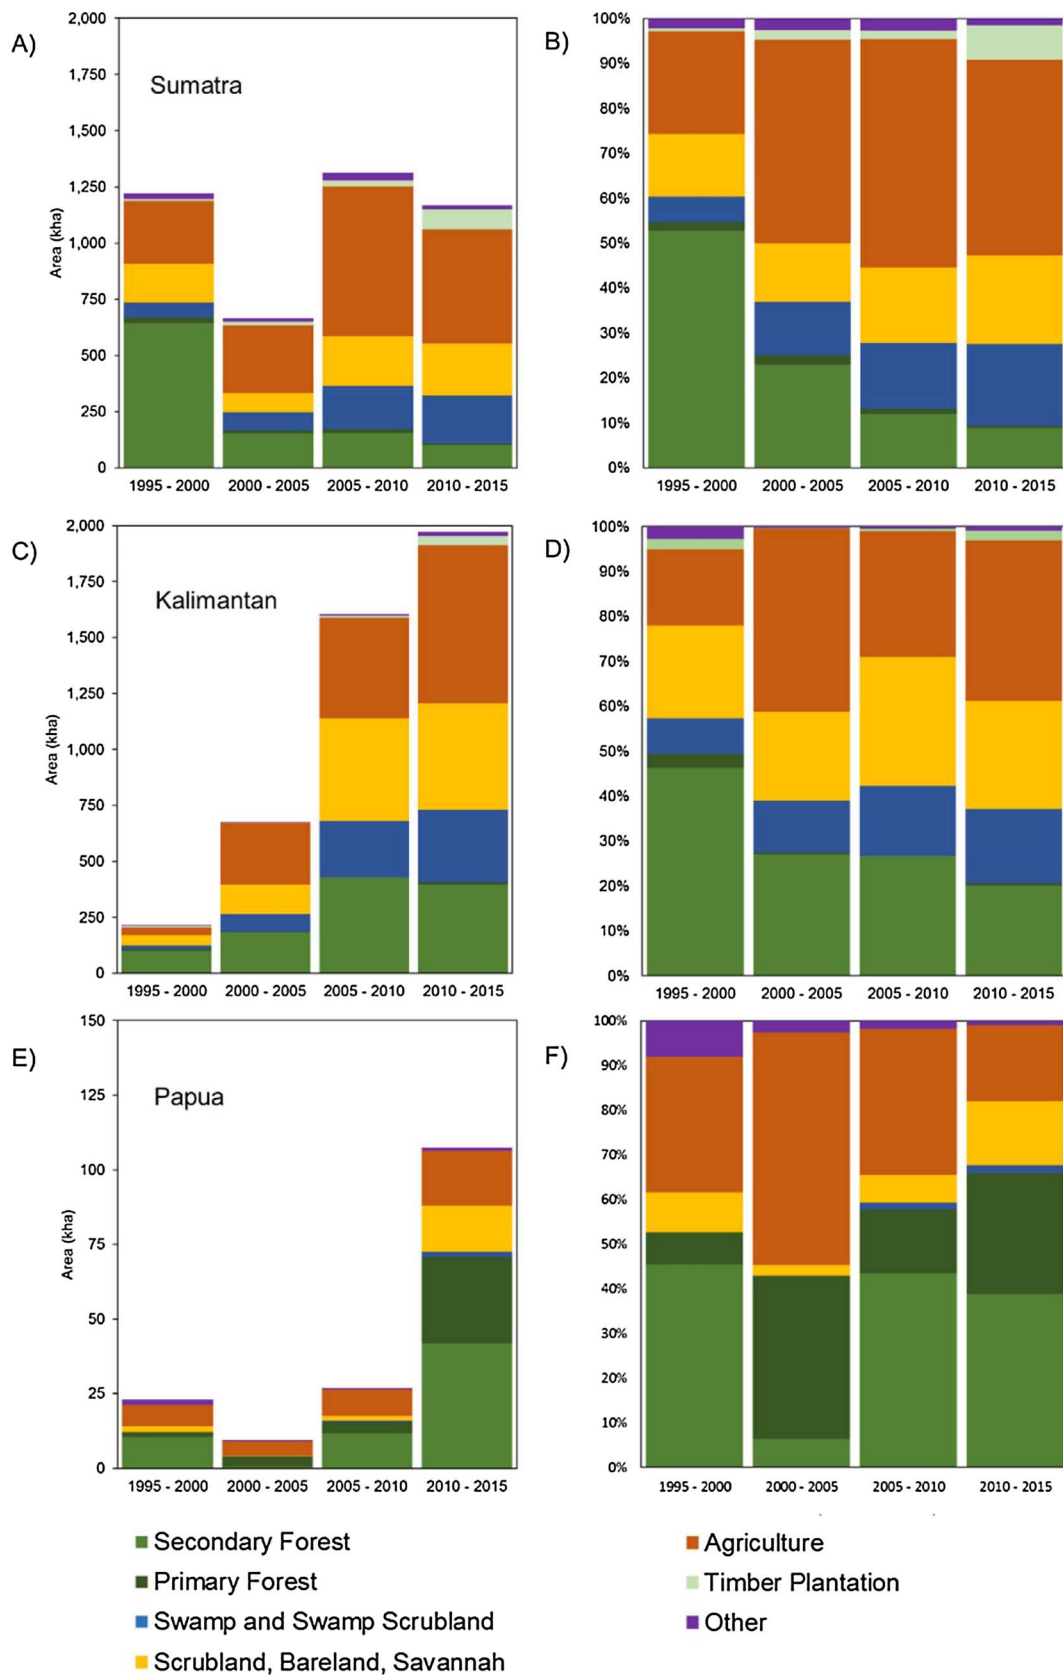 A)
Sumatra
2,000
1,750
1,500
1,250
1,000
750
500
250
0
Area (kha)
1995 - 2000 2000 - 2005 2005 - 2010 2010 - 2015
B)
100%
90%
80%
70%
60%
50%
40%
30%
20%
10%
0%
1995 - 2000 2000 - 2005 2005 - 2010 2010 - 2015
C)
Kalimantan
2,000
1,750
1,500
1,250
1,000
750
500
250
0
Area (kha)
1995 - 2000 2000 - 2005 2005 - 2010 2010 - 2015
D)
100%
90%
80%
70%
60%
50%
40%
30%
20%
10%
0%
1995 - 2000 2000 - 2005 2005 - 2010 2010 - 2015
E)
Papua
150
125
100
75
50
25
0
Area (kha)
1995 - 2000 2000 - 2005 2005 - 2010 2010 - 2015
F)
100%
90%
80%
70%
60%
50%
40%
30%
20%
10%
0%
1995 - 2000 2000 - 2005 2005 - 2010 2010 - 2015
Secondary Forest
Primary Forest
Swamp and Swamp Scrubland
Scrubland, Bareland, Savannah
Agriculture
Timber Plantation
Other